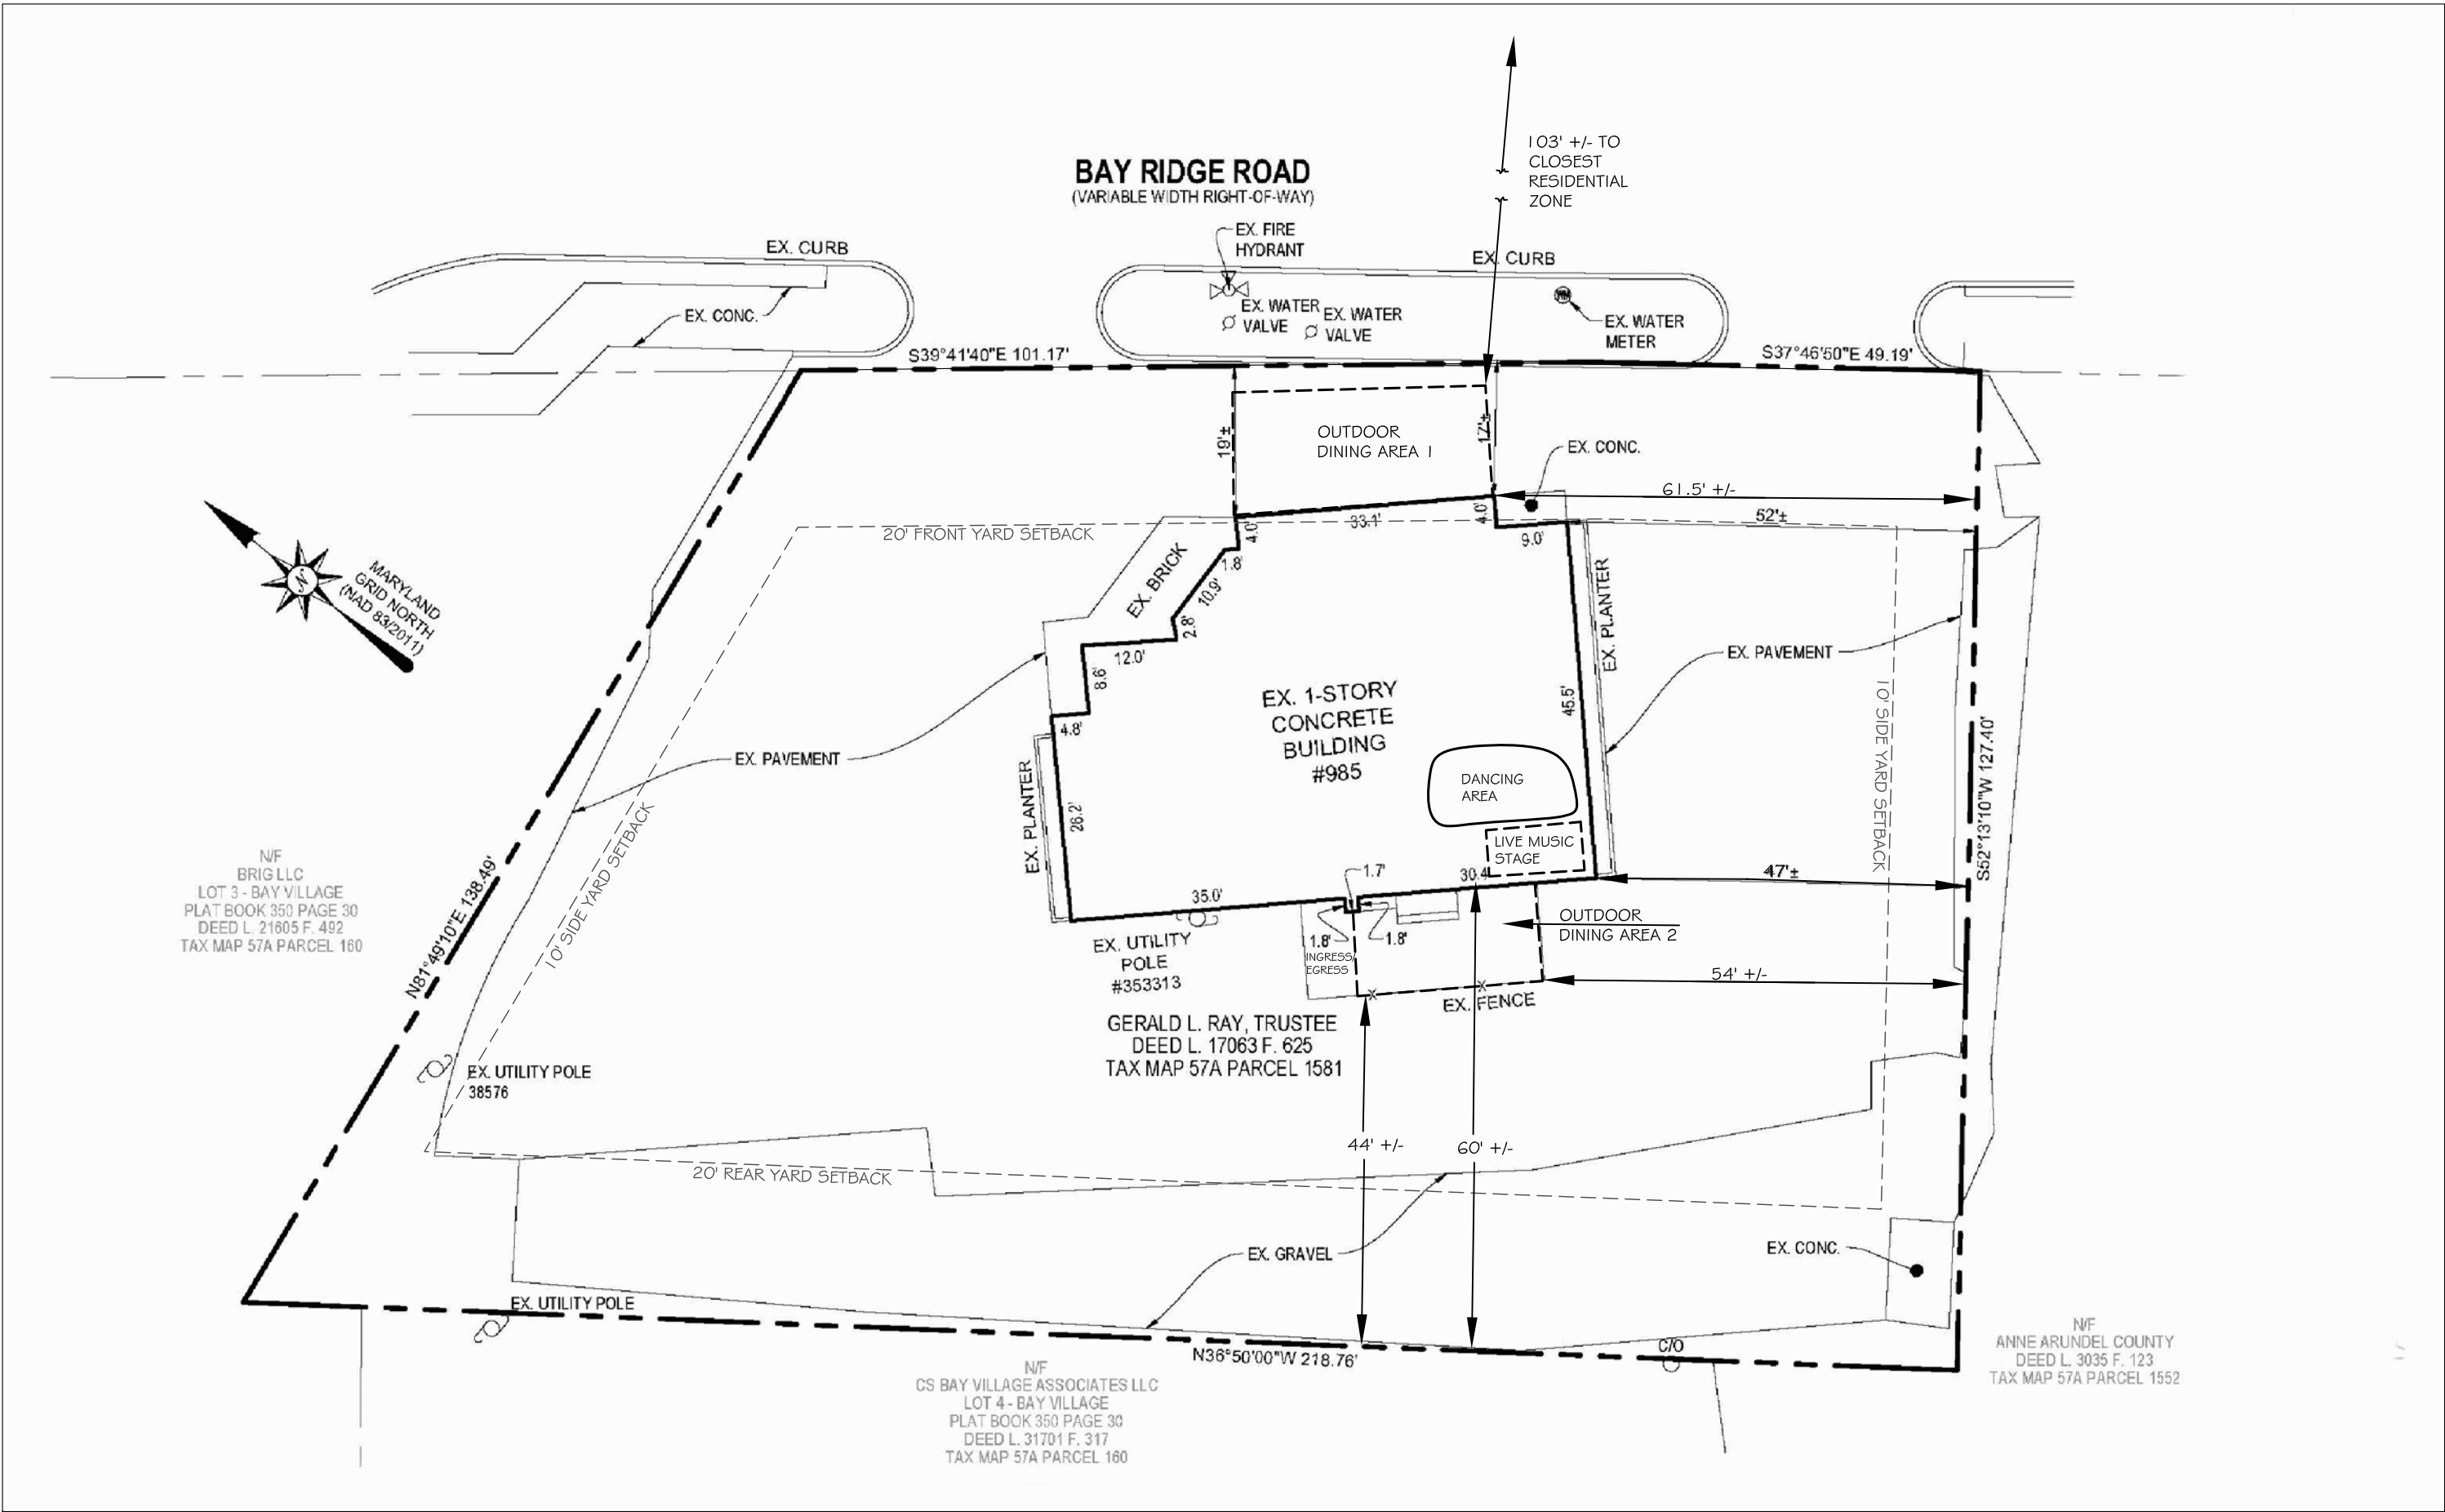 103' +/- TO
CLOSEST
RESIDENTIAL
ZONE
BAY RIDGE ROAD
(VARIABLE WIDTH RIGHT-OF-WAY)
EX. FIRE
HYDRANT
EX. CURB
EX. CURB
EX. CONC.
EX. WATER
VALVE
EX. WATER
VALVE
EX. WATER
METER
S39°41'40"E 101.17'
S37°46'50"E 49.19'
19'±
OUTDOOR
DINING AREA 1
17'±
EX. CONC.
61.5' +/-
20' FRONT YARD SETBACK
4.0'
33.1'
4.0'
9.0'
52'±
MARYLAND
GRID NORTH
(NAD 83/2011)
N
EX. BRICK
1.8'
10.9'
2.8'
12.0'
8.6'
4.8'
EX. PLANTER
EX. PAVEMENT
10' SIDE YARD SETBACK
EX. 1-STORY
CONCRETE
BUILDING
#985
45.5'
EX. PAVEMENT
S52°13'10"W 127.40'
DANCING
AREA
LIVE MUSIC
STAGE
EX. PLANTER
26.2'
10' SIDE YARD SETBACK
N81°49'10"E 138.49'
N/F
BRIG LLC
LOT 3 - BAY VILLAGE
PLAT BOOK 350 PAGE 30
DEED L. 21605 F. 492
TAX MAP 57A PARCEL 160
1.7'
30.4'
35.0'
47'±
OUTDOOR
DINING AREA 2
1.8'
1.8'
INGRESS/
EGRESS
EX. UTILITY
POLE
#353313
54' +/-
X
X
EX. FENCE
GERALD L. RAY, TRUSTEE
DEED L. 17063 F. 625
TAX MAP 57A PARCEL 1581
EX. UTILITY POLE
38576
44' +/-
60' +/-
20' REAR YARD SETBACK
EX. GRAVEL
EX. CONC.
EX. UTILITY POLE
N36°50'00"W 218.76'
C/O
N/F
CS BAY VILLAGE ASSOCIATES LLC
LOT 4 - BAY VILLAGE
PLAT BOOK 350 PAGE 30
DEED L. 31701 F. 317
TAX MAP 57A PARCEL 160
N/F
ANNE ARUNDEL COUNTY
DEED L. 3035 F. 123
TAX MAP 57A PARCEL 1552